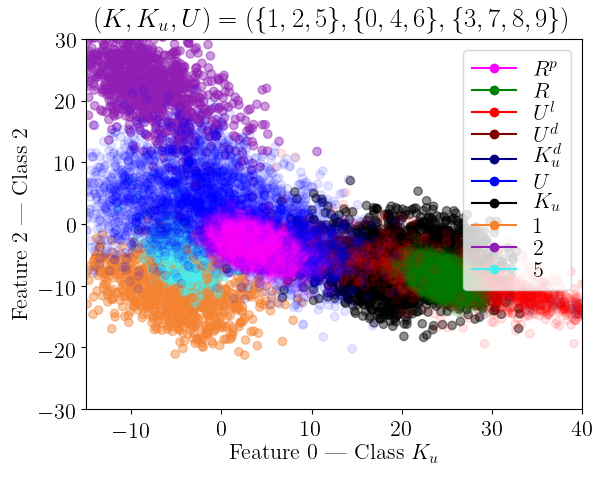 (K, K_u, U) = ({1, 2, 5}, {0, 4, 6}, {3, 7, 8, 9})
30
20
10
0
−10
−20
−30
Feature 2 — Class 2
R^p
R
U^l
U^d
K_u^d
U
K_u
1
2
5
−10
0
10
20
30
40
Feature 0 — Class K_u